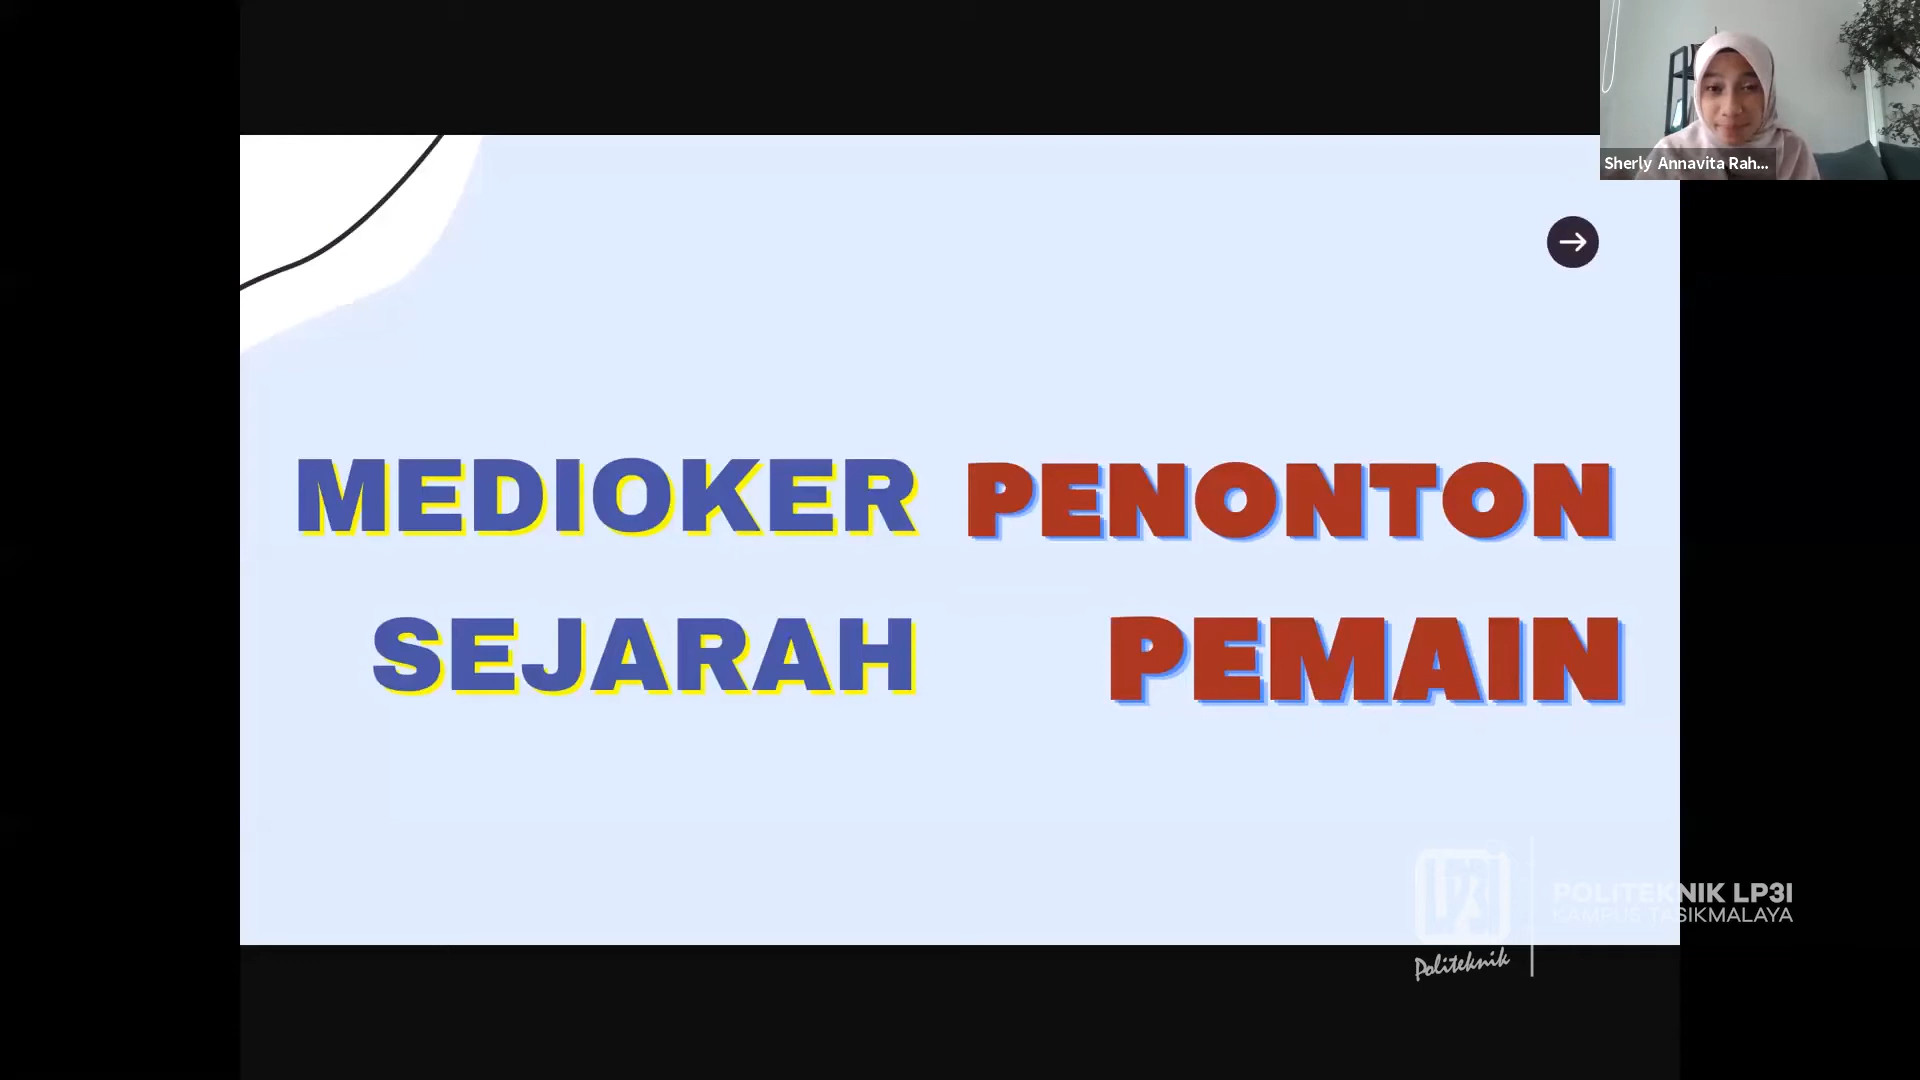 Sherly Annavita Rah...
MEDIOKER PENONTON
SEJARAH PEMAIN
POLITEKNIK LP3I
KAMPUS TASIKMALAYA
Politeknik